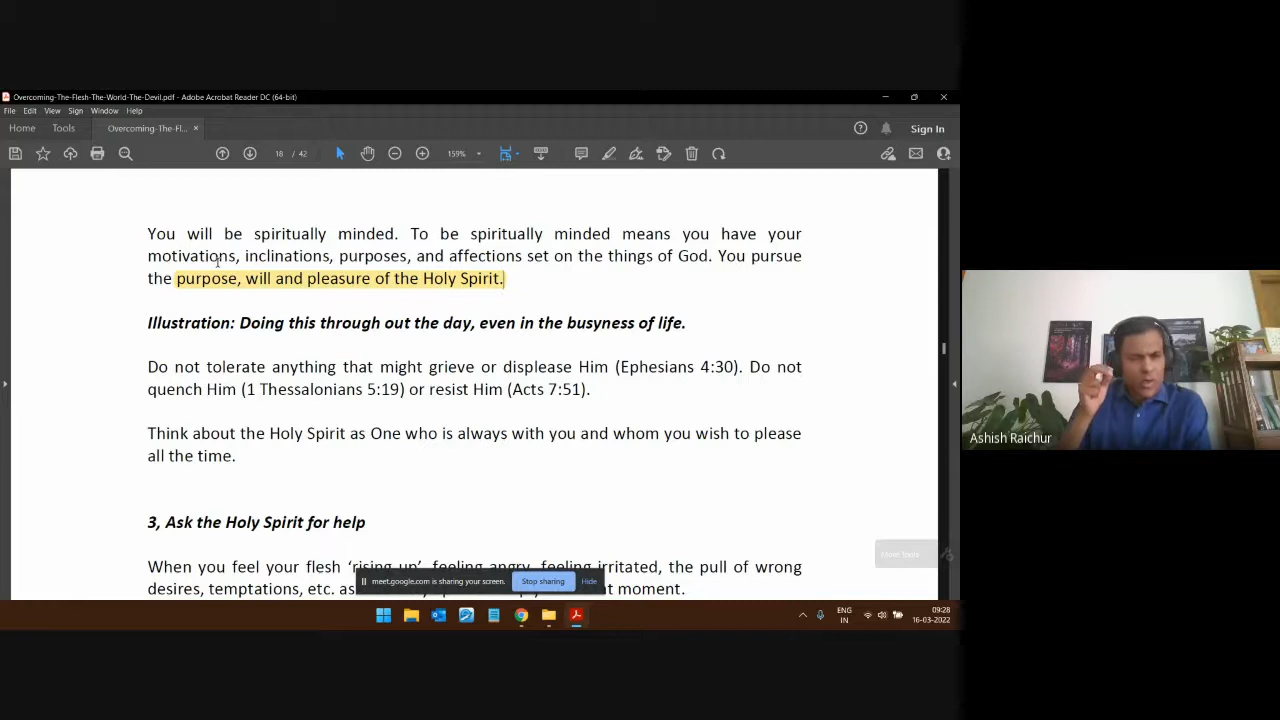 Overcoming-The-Flesh-The-World-The-Devil.pdf - Adobe Acrobat Reader DC (64-bit)
File Edit View Sign Window Help
Home Tools Overcoming-The-Fl... × Sign In
18 / 42 159%
You will be spiritually minded. To be spiritually minded means you have your
motivations, inclinations, purposes, and affections set on the things of God. You pursue
the purpose, will and pleasure of the Holy Spirit.
Illustration: Doing this through out the day, even in the busyness of life.
Do not tolerate anything that might grieve or displease Him (Ephesians 4:30). Do not
quench Him (1 Thessalonians 5:19) or resist Him (Acts 7:51).
Think about the Holy Spirit as One who is always with you and whom you wish to please
all the time.
3, Ask the Holy Spirit for help
When you feel your flesh 'rising up', feeling angry, feeling irritated, the pull of wrong
desires, temptations, etc. moment.
meet.google.com is sharing your screen. Stop sharing Hide
More Tools
ENG
IN
09:28
16-03-2022
Ashish Raichur